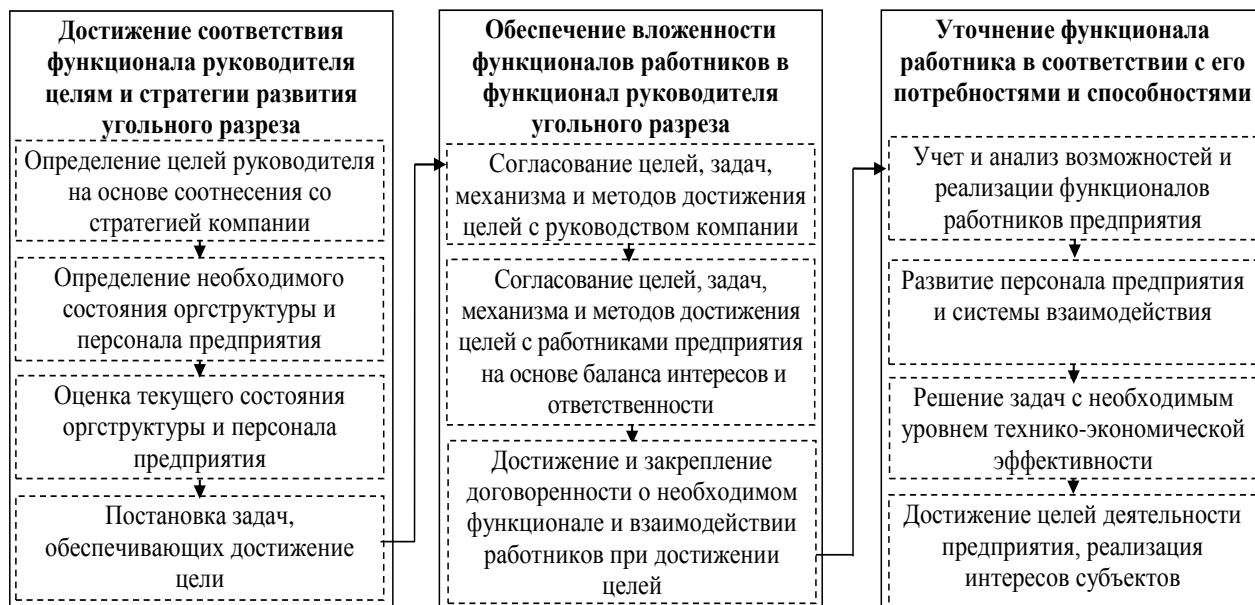 Достижение соответствия
функционала руководителя
целям и стратегии развития
угольного разреза
Определение целей руководителя
на основе соотнесения со
стратегией компании
Определение необходимого
состояния оргструктуры и
персонала предприятия
Оценка текущего состояния
оргструктуры и персонала
предприятия
Постановка задач,
обеспечивающих достижение
цели
Обеспечение вложенности
функционалов работников в
функционал руководителя
угольного разреза
Согласование целей, задач,
механизма и методов достижения
целей с руководством компании
Согласование целей, задач,
механизма и методов достижения
целей с работниками предприятия
на основе баланса интересов и
ответственности
Достижение и закрепление
договоренности о необходимом
функционале и взаимодействии
работников при достижении
целей
Уточнение функционала
работника в соответствии с его
потребностями и способностями
Учет и анализ возможностей и
реализации функционалов
работников предприятия
Развитие персонала предприятия
и системы взаимодействия
Решение задач с необходимым
уровнем технико-экономической
эффективности
Достижение целей деятельности
предприятия, реализация
интересов субъектов